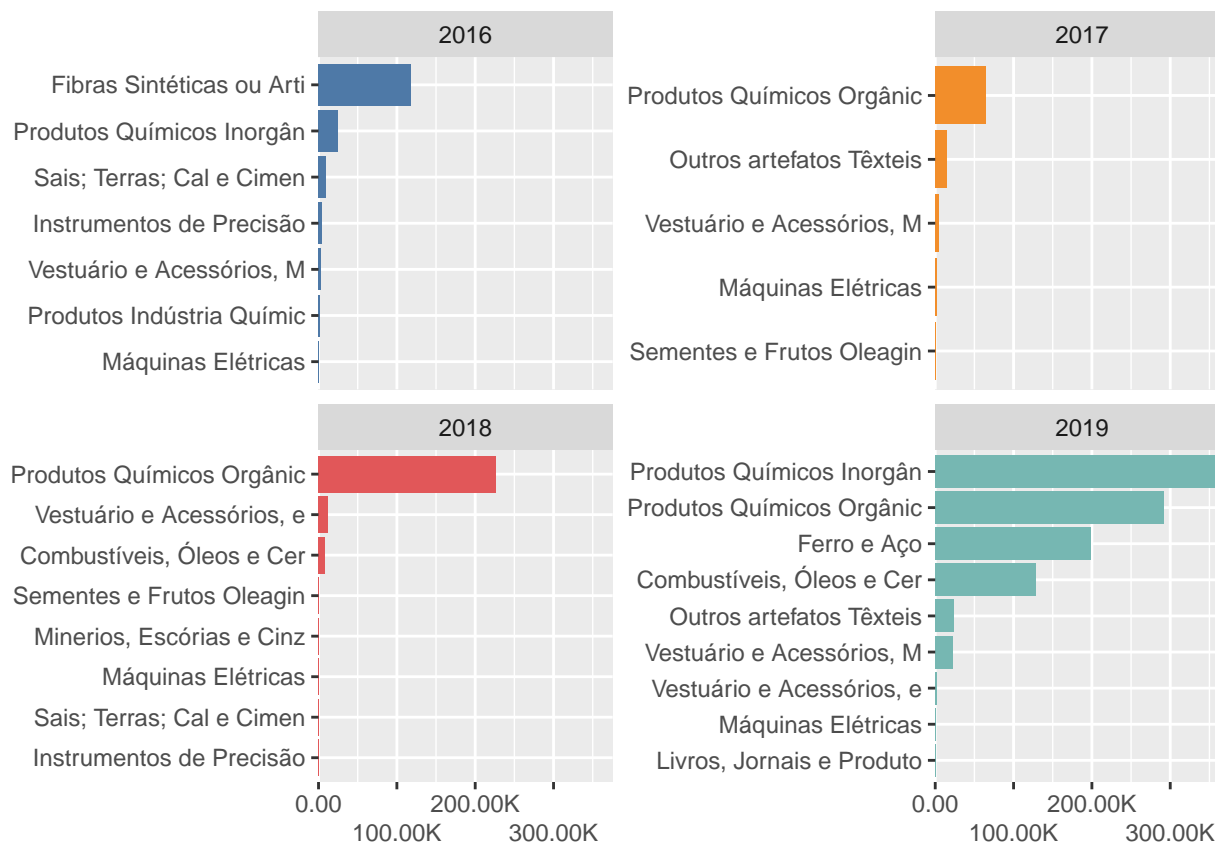 2016
Fibras Sintéticas ou Arti
Produtos Químicos Inorgân
Sais; Terras; Cal e Cimen
Instrumentos de Precisão
Vestuário e Acessórios, M
Produtos Indústria Químic
Máquinas Elétricas
2017
Produtos Químicos Orgânic
Outros artefatos Têxteis
Vestuário e Acessórios, M
Máquinas Elétricas
Sementes e Frutos Oleagin
2018
Produtos Químicos Orgânic
Vestuário e Acessórios, e
Combustíveis, Óleos e Cer
Sementes e Frutos Oleagin
Minerios, Escórias e Cinz
Máquinas Elétricas
Sais; Terras; Cal e Cimen
Instrumentos de Precisão
0.00 200.00K
100.00K 300.00K
2019
Produtos Químicos Inorgân
Produtos Químicos Orgânic
Ferro e Aço
Combustíveis, Óleos e Cer
Outros artefatos Têxteis
Vestuário e Acessórios, M
Vestuário e Acessórios, e
Máquinas Elétricas
Livros, Jornais e Produto
0.00 200.00K
100.00K 300.00K